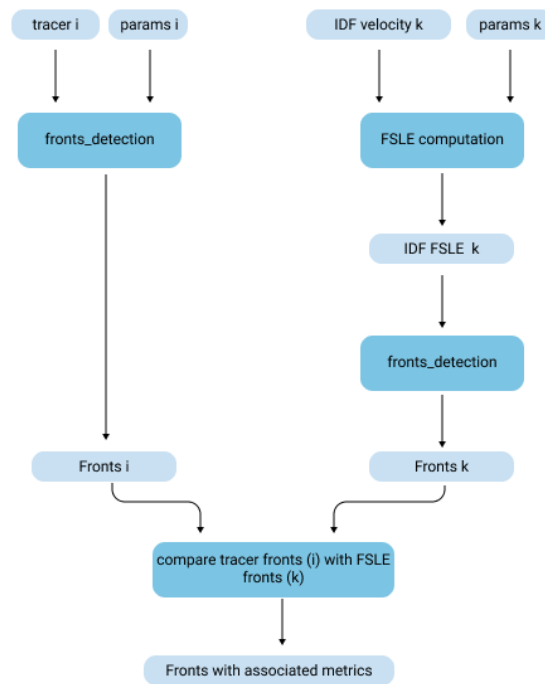 tracer i
params i
IDF velocity k
params k
fronts_detection
FSLE computation
IDF FSLE k
fronts_detection
Fronts i
Fronts k
compare tracer fronts (i) with FSLE
fronts (k)
Fronts with associated metrics